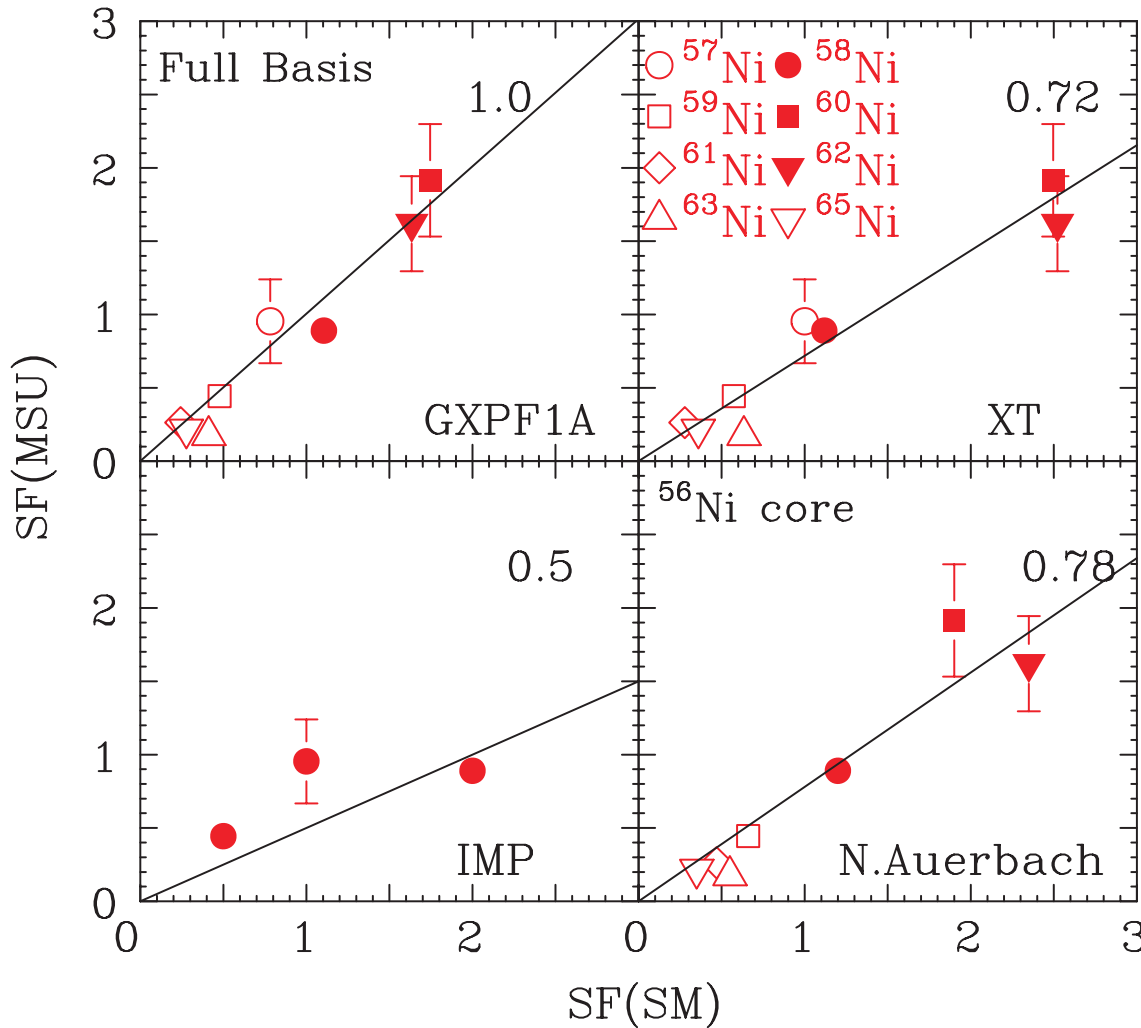 3
Full Basis
1.0
2
SF(MSU)
1
GXPF1A
0
⁵⁷Ni ⁵⁸Ni
0.72
⁵⁹Ni ⁶⁰Ni
⁶¹Ni ⁶²Ni
⁶³Ni ⁶⁵Ni
XT
0.5
2
1
IMP
0
⁵⁶Ni core
0.78
N.Auerbach
0 1 2 0 1 2 3
SF(SM)